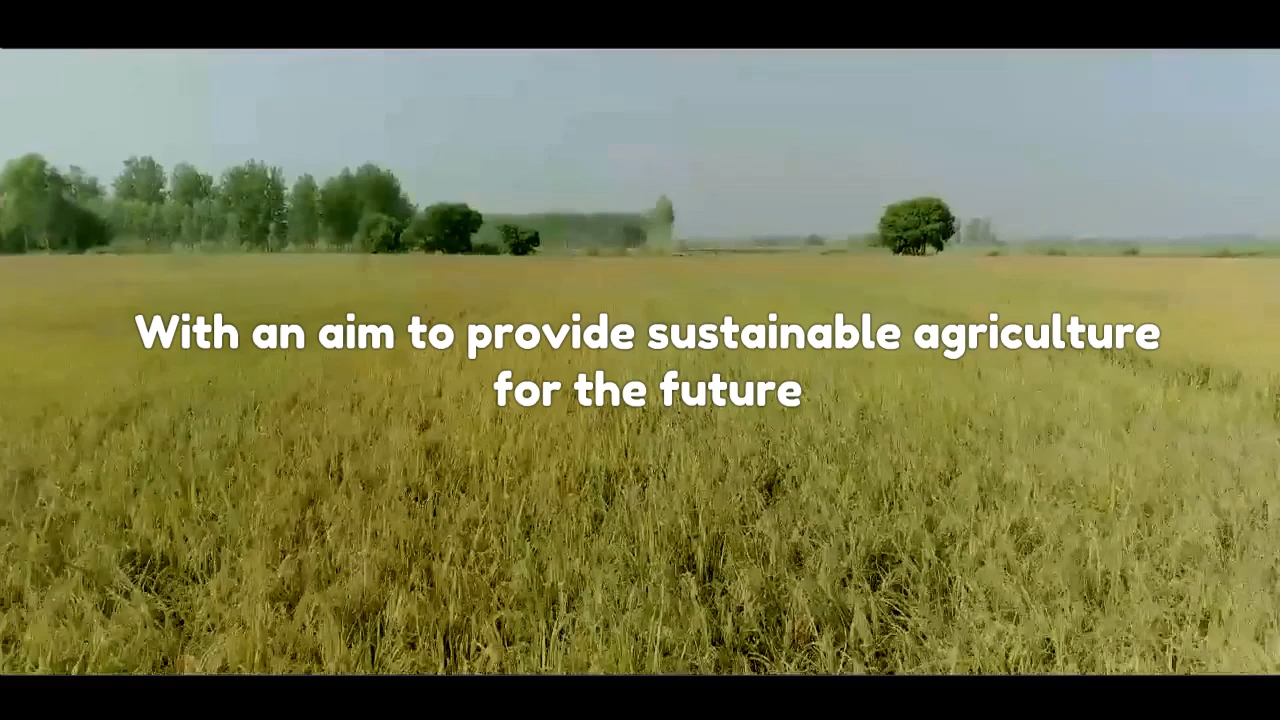 With an aim to provide sustainable agriculture
for the future